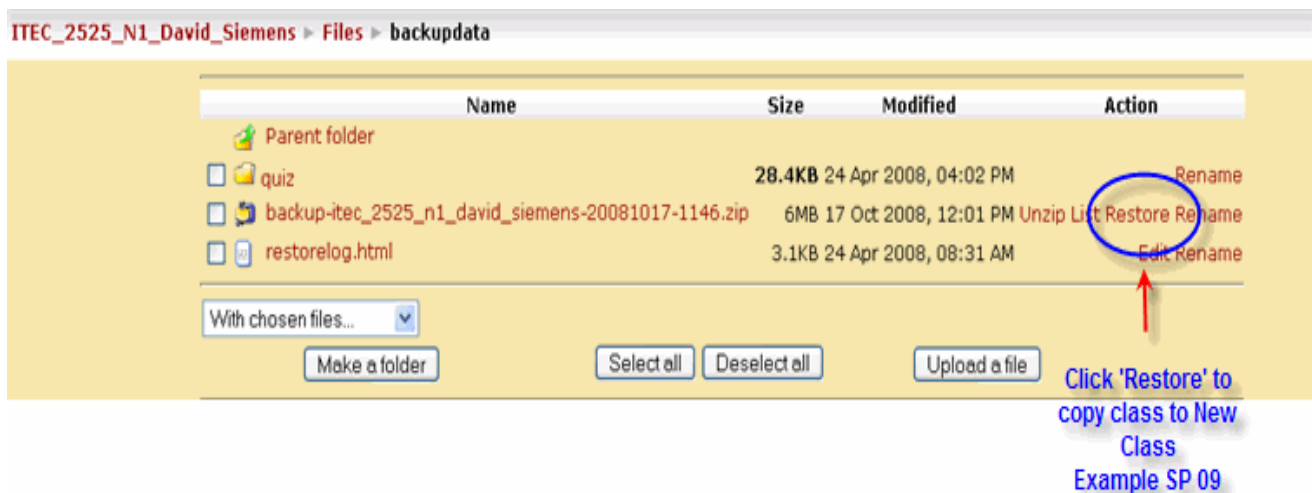 ITEC_2525_N1_David_Siemens ► Files ► backupdata
Name Size Modified Action
Parent folder
quiz 28.4KB 24 Apr 2008, 04:02 PM Rename
backup-itec_2525_n1_david_siemens-20081017-1146.zip 6MB 17 Oct 2008, 12:01 PM Unzip List Restore Rename
restorelog.html 3.1KB 24 Apr 2008, 08:31 AM Edit Rename
With chosen files...
Make a folder Select all Deselect all Upload a file
Click 'Restore' to
copy class to New
Class
Example SP 09